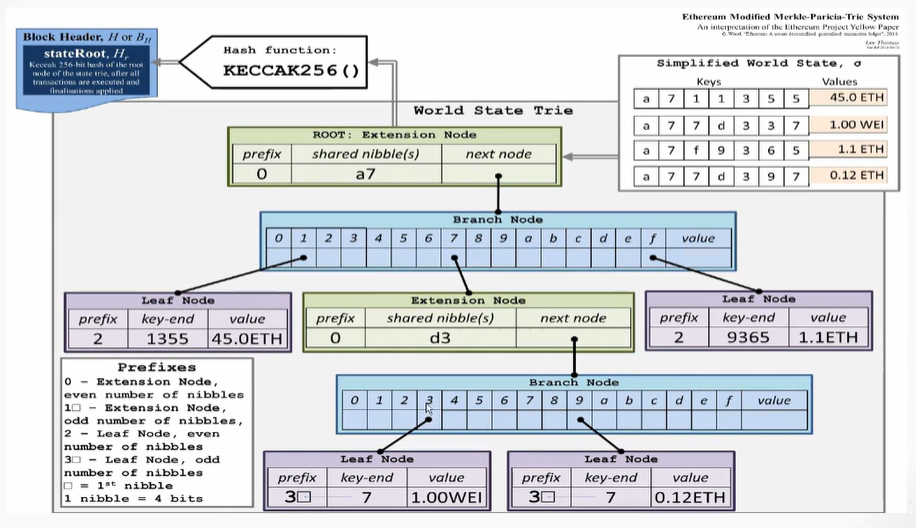 Ethereum Modified Merkle-Paricia-Trie System
An interpretation of the Ethereum Project Yellow Paper
G. Wood, "Ethereum: A secure decentralised generalised transaction ledger", 2014.
Lee Thomas
Block Header, H or B_H
stateRoot, H_r
Keccak 256-bit hash of the root
node of the state trie, after all
transactions are executed and
finalisations applied
Hash function:
KECCAK256()
Simplified World State, σ
Keys Values
a 7 1 1 3 5 5 45.0 ETH
a 7 7 d 3 3 7 1.00 WEI
a 7 f 9 3 6 5 1.1 ETH
a 7 7 d 3 9 7 0.12 ETH
World State Trie
ROOT: Extension Node
prefix shared nibble(s) next node
0 a7
Branch Node
0 1 2 3 4 5 6 7 8 9 a b c d e f value
Leaf Node
prefix key-end value
2 1355 45.0ETH
Extension Node
prefix shared nibble(s) next node
0 d3
Leaf Node
prefix key-end value
2 9365 1.1ETH
Branch Node
0 1 2 3 4 5 6 7 8 9 a b c d e f value
Leaf Node
prefix key-end value
3□ 7 1.00WEI
Leaf Node
prefix key-end value
3□ 7 0.12ETH
Prefixes
0 – Extension Node,
even number of nibbles
1□ – Extension Node,
odd number of nibbles,
2 – Leaf Node, even
number of nibbles
3□ – Leaf Node, odd
number of nibbles
□ = 1st nibble
1 nibble = 4 bits